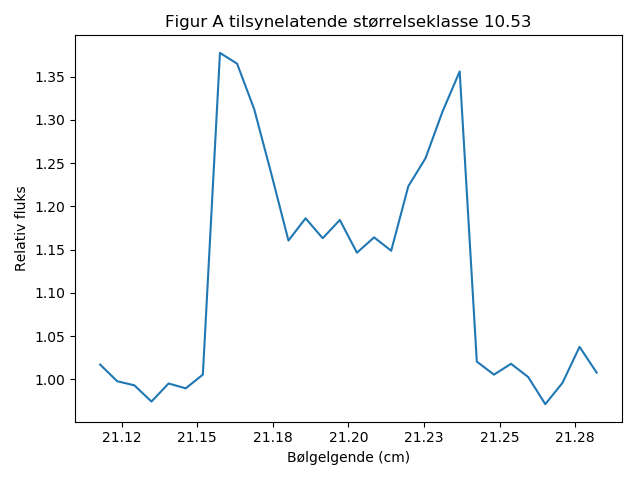 Figur A tilsynelatende størrelseklasse 10.53
Relativ fluks
1.35
1.30
1.25
1.20
1.15
1.10
1.05
1.00
21.12 21.15 21.18 21.20 21.23 21.25 21.28
Bølgelgende (cm)